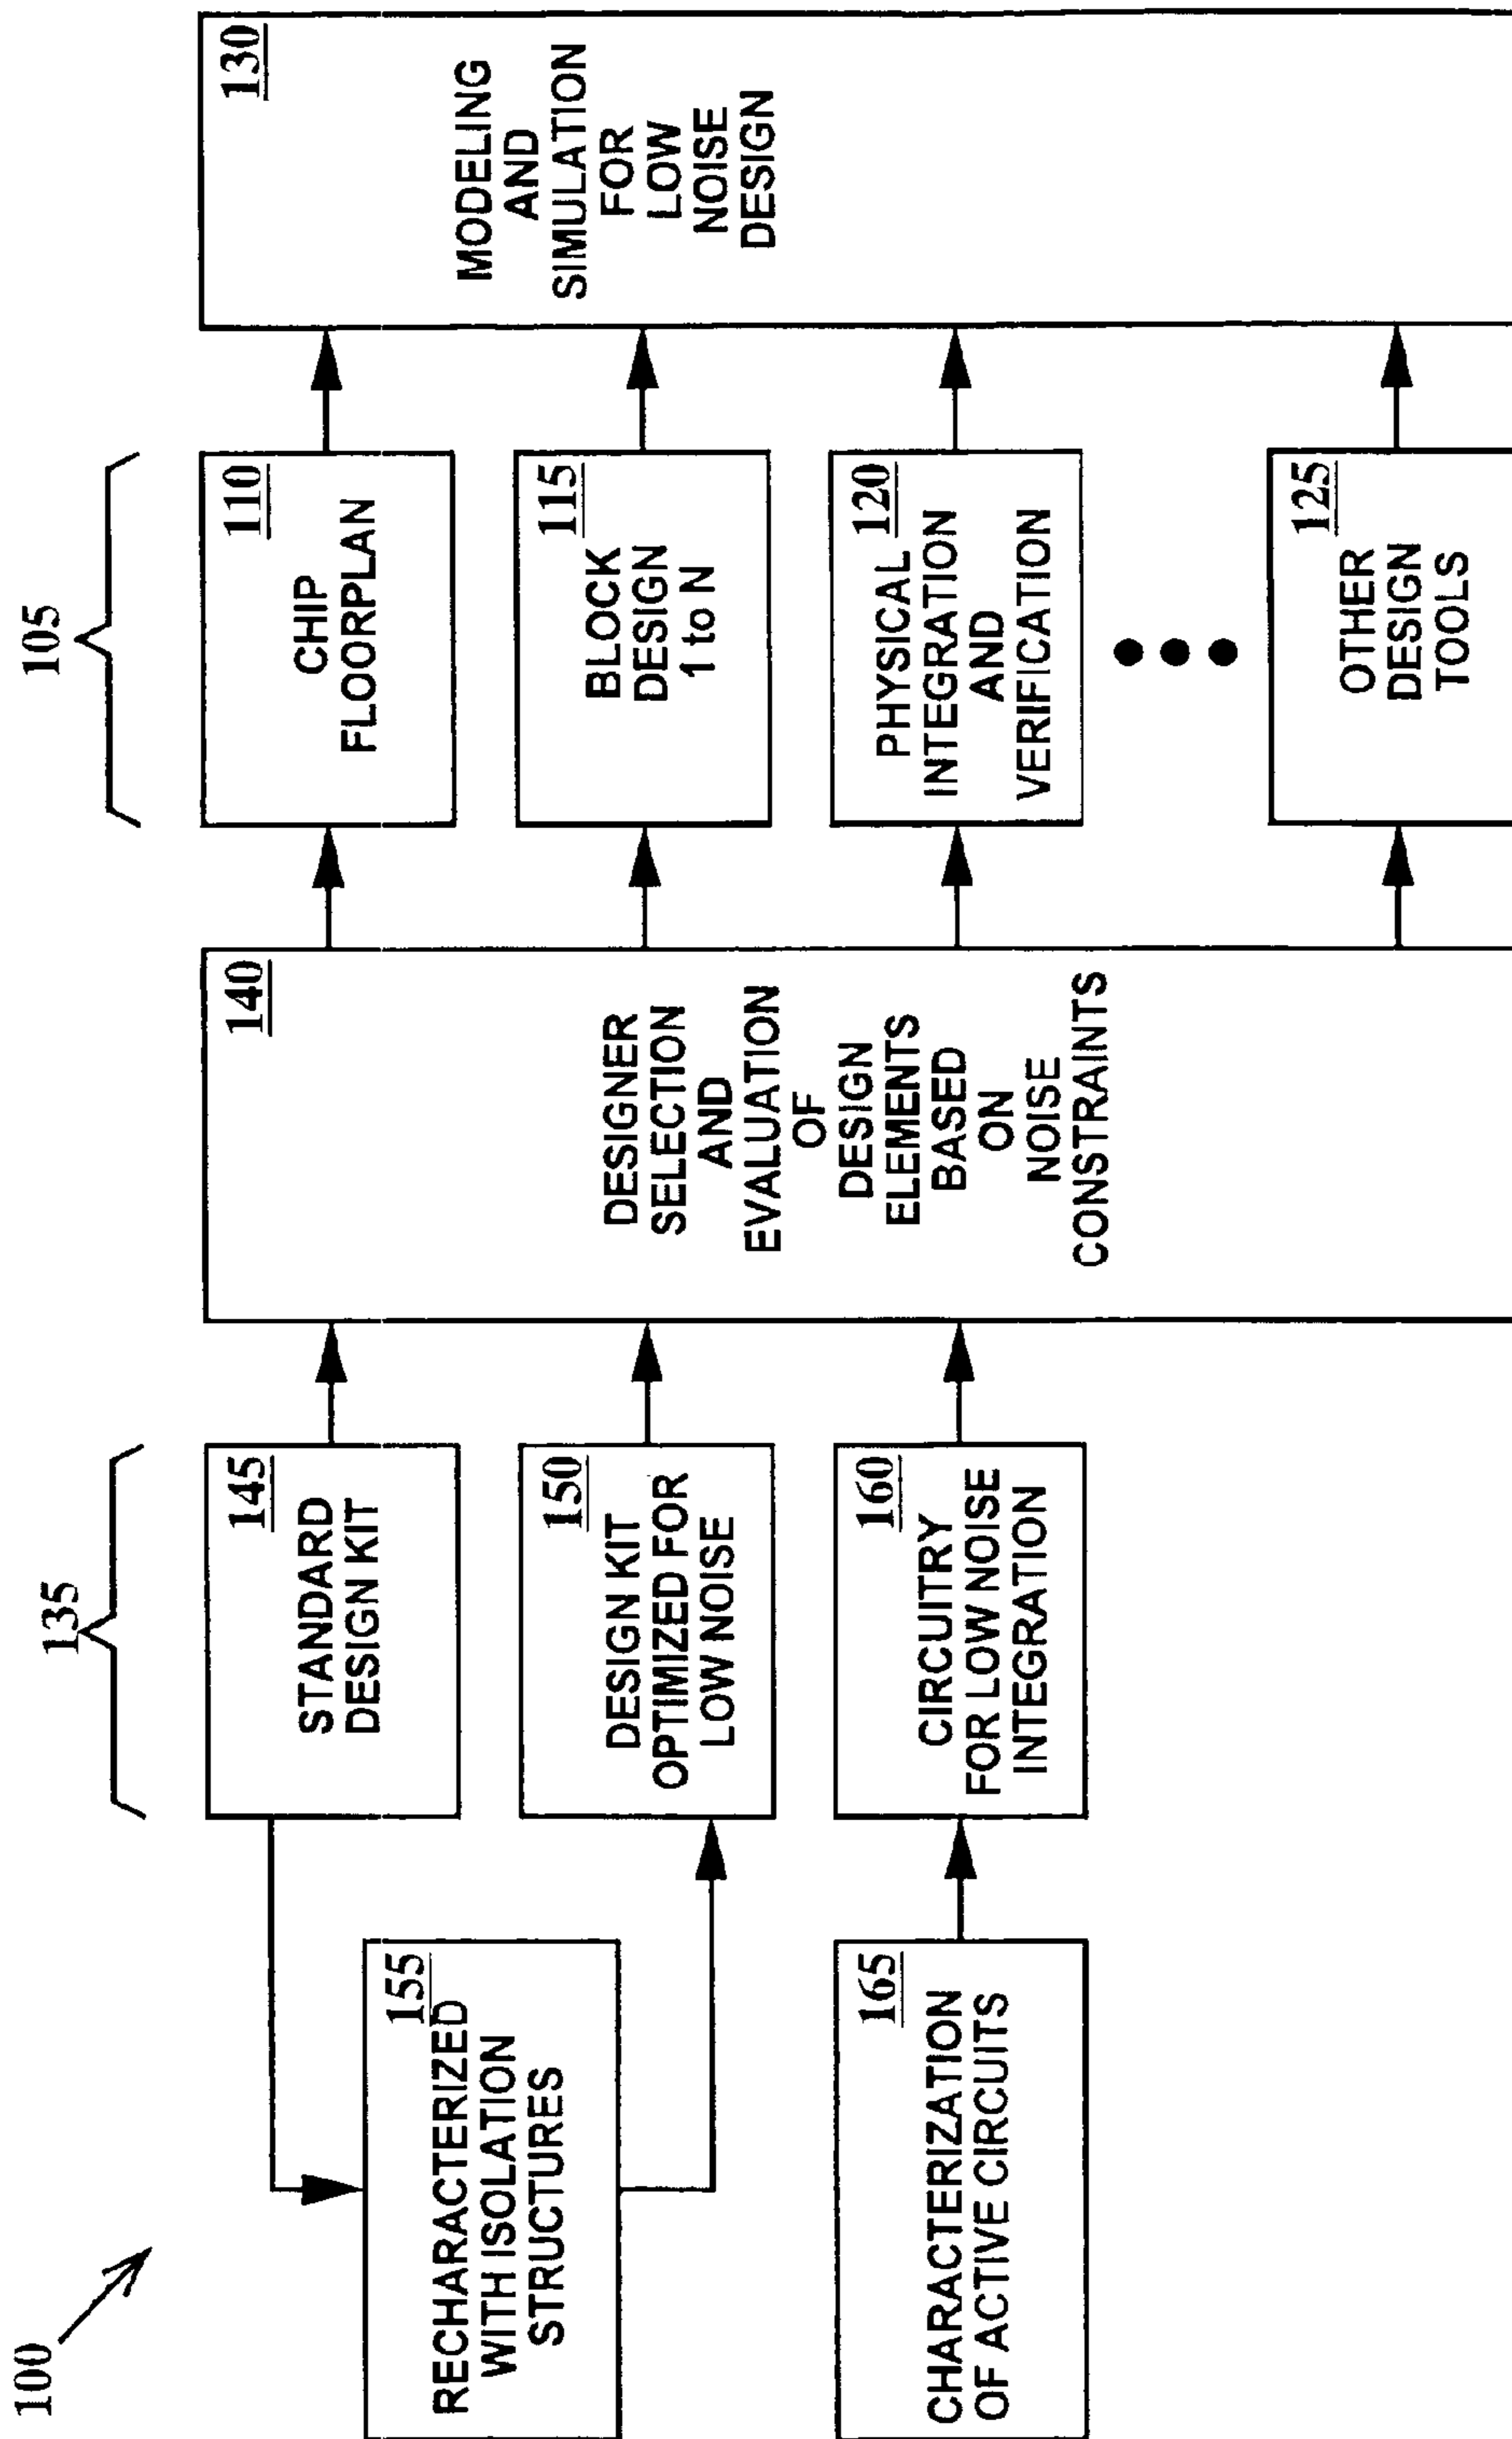 100
135
105
145
STANDARD
DESIGN KIT
155
RECHARACTERIZED
WITH ISOLATION
STRUCTURES
150
DESIGN KIT
OPTIMIZED FOR
LOW NOISE
165
CHARACTERIZATION
OF ACTIVE CIRCUITS
160
CIRCUITRY
FOR LOW NOISE
INTEGRATION
140
DESIGNER
SELECTION
AND
EVALUATION
OF
DESIGN
ELEMENTS
BASED
ON
NOISE
CONSTRAINTS
110
CHIP
FLOORPLAN
115
BLOCK
DESIGN
1 to N
120
PHYSICAL
INTEGRATION
AND
VERIFICATION
125
OTHER
DESIGN
TOOLS
130
MODELING
AND
SIMULATION
FOR
LOW
NOISE
DESIGN